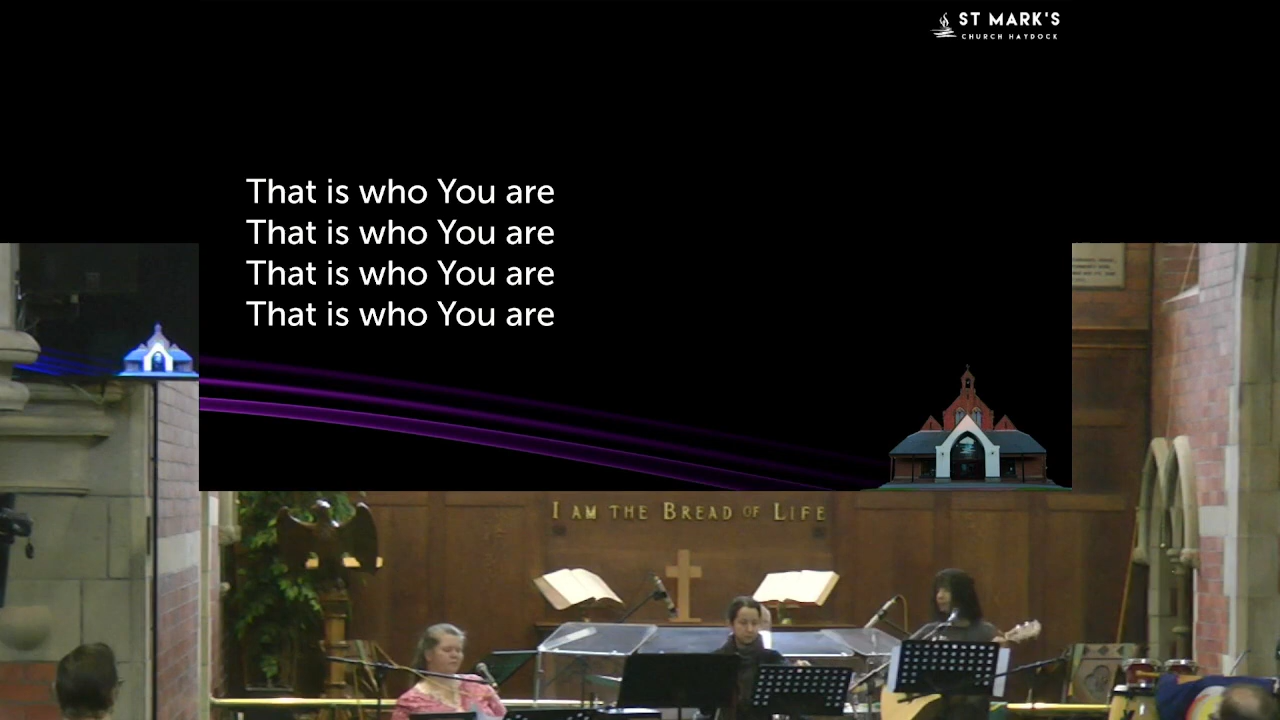 ST MARK'S
CHURCH HAYDOCK
That is who You are
That is who You are
That is who You are
That is who You are
I AM THE BREAD OF LIFE